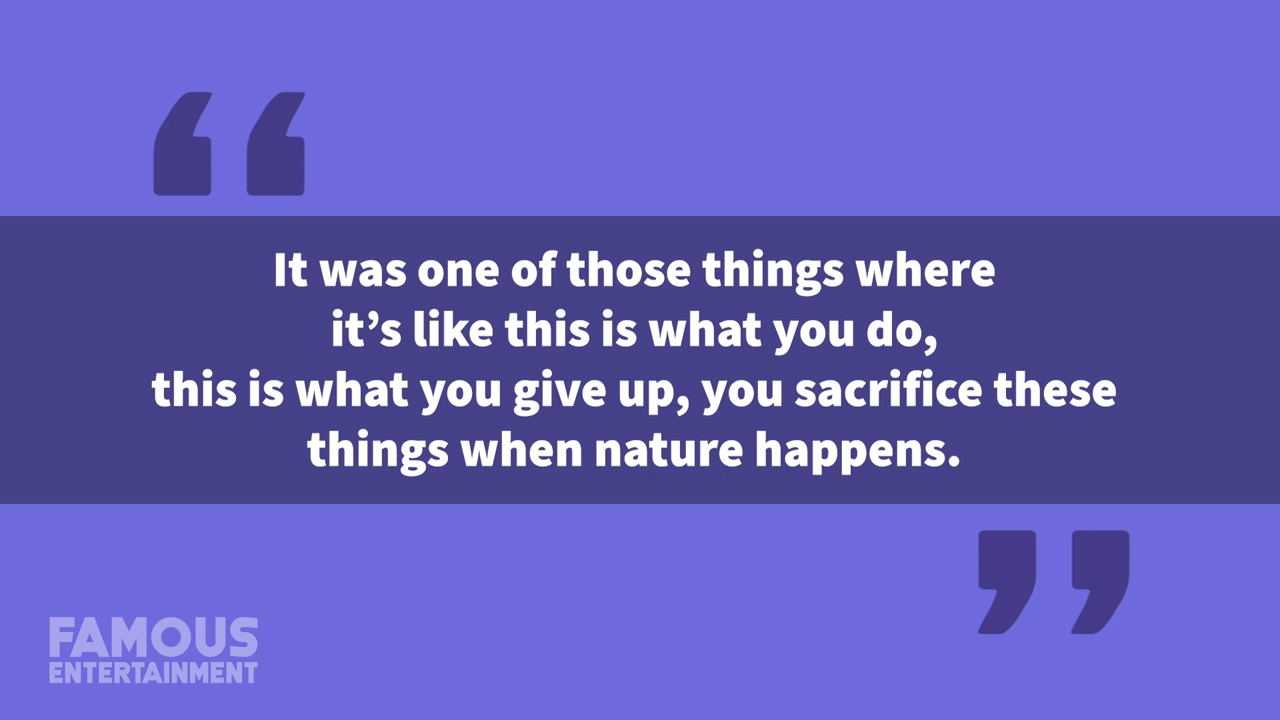 “
It was one of those things where
it’s like this is what you do,
this is what you give up, you sacrifice these
things when nature happens.
”
FAMOUS
ENTERTAINMENT